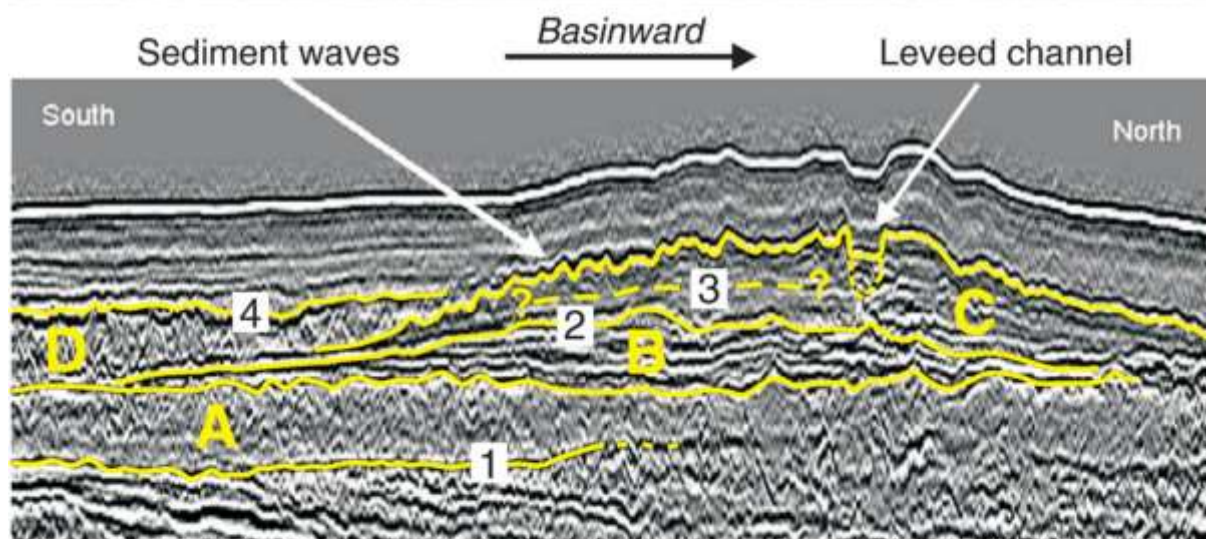 Basinward
Sediment waves
Leveed channel
South
North
? 3 ?
4
D
2
C
B
A
1